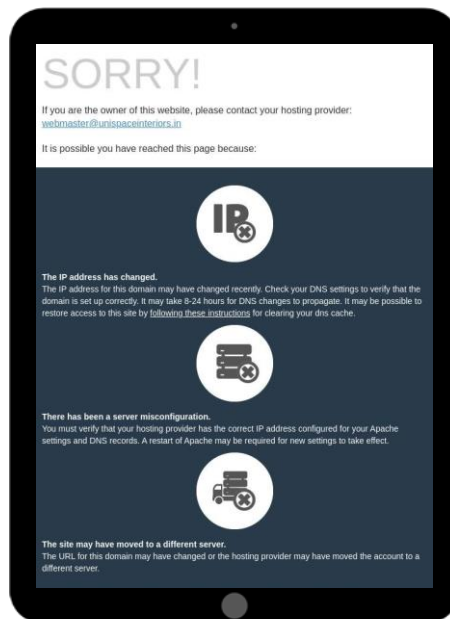 SORRY!
If you are the owner of this website, please contact your hosting provider:
webmaster@unispaceinteriors.in
It is possible you have reached this page because:
IP
The IP address has changed.
The IP address for this domain may have changed recently. Check your DNS settings to verify that the
domain is set up correctly. It may take 8-24 hours for DNS changes to propagate. It may be possible to
restore access to this site by following these instructions for clearing your dns cache.
There has been a server misconfiguration.
You must verify that your hosting provider has the correct IP address configured for your Apache
settings and DNS records. A restart of Apache may be required for new settings to take effect.
The site may have moved to a different server.
The URL for this domain may have changed or the hosting provider may have moved the account to a
different server.